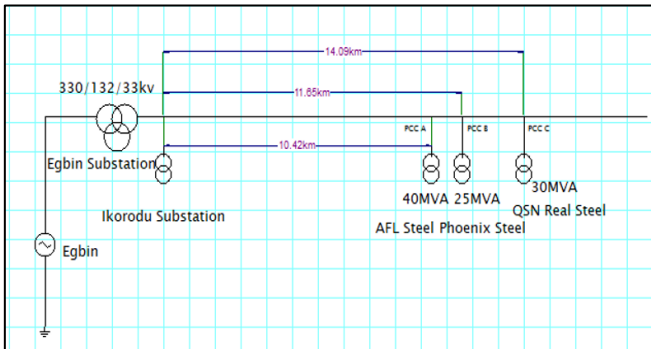 14.09km
330/132/33kv
11.65km
PCC A
PCC B
PCC C
10.42km
Egbin Substation
40MVA
25MVA
30MVA
Ikorodu Substation
AFL Steel
Phoenix Steel
QSN Real Steel
Egbin